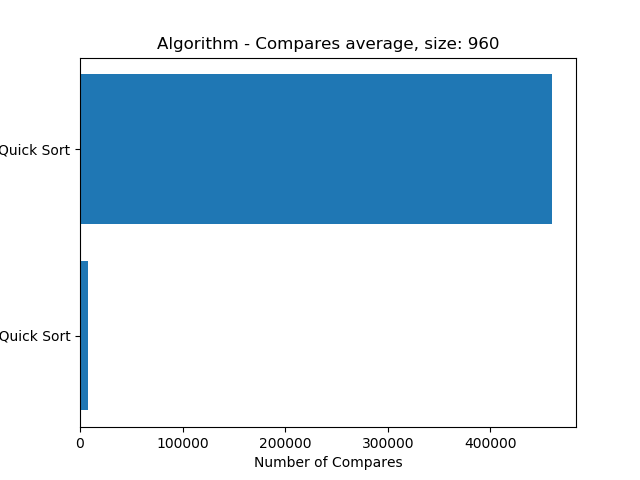 Algorithm - Compares average, size: 960
Quick Sort
Quick Sort
0 100000 200000 300000 400000
Number of Compares